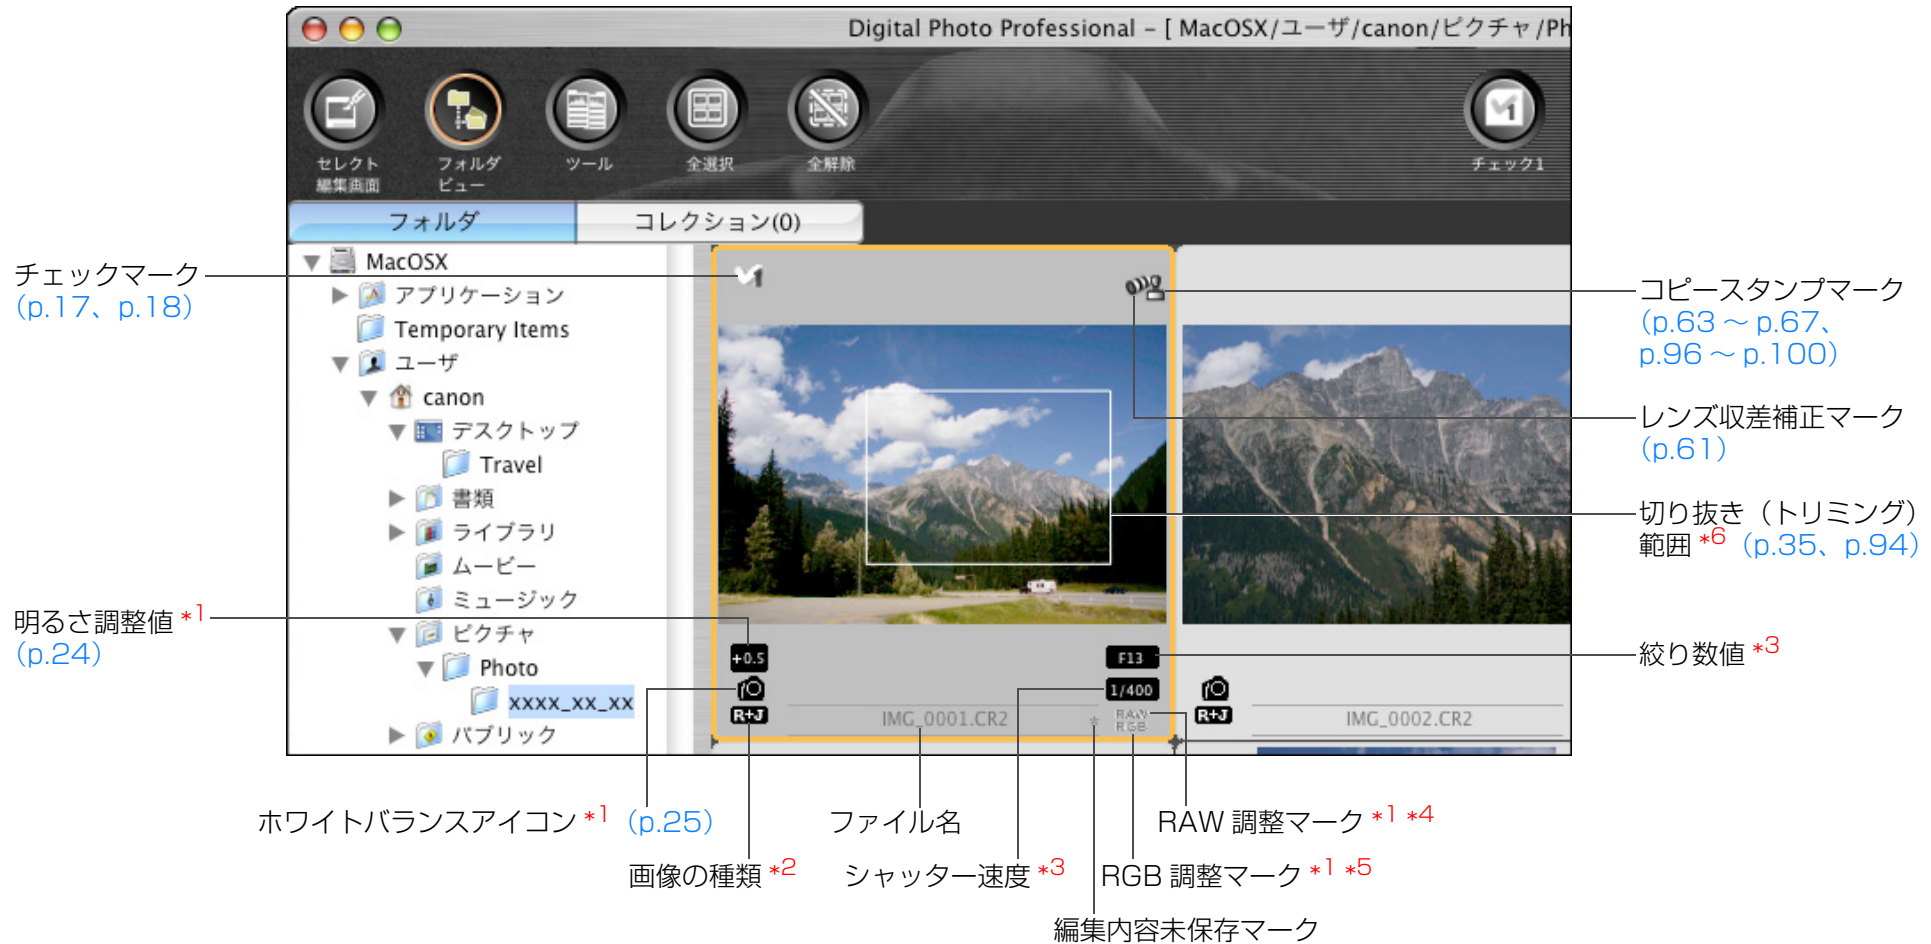 Digital Photo Professional – [ MacOSX/ユーザ/canon/ピクチャ/Ph
セレクト
編集画面
フォルダ
ビュー
ツール
全選択
全解除
チェック1
フォルダ
コレクション(0)
MacOSX
アプリケーション
Temporary Items
ユーザ
canon
デスクトップ
Travel
書類
ライブラリ
ムービー
ミュージック
ピクチャ
Photo
xxxx_xx_xx
パブリック
チェックマーク
（p.17、p.18）
明るさ調整値 *1
（p.24）
1
+0.5
R+J
F13
1/400
IMG_0001.CR2
*
RAW
RGB
R+J
IMG_0002.CR2
コピースタンプマーク
（p.63 ～ p.67、
p.96 ～ p.100）
レンズ収差補正マーク
（p.61）
切り抜き（トリミング）
範囲 *6（p.35、p.94）
絞り数値 *3
ホワイトバランスアイコン *1（p.25）
ファイル名
RAW 調整マーク *1 *4
画像の種類 *2
シャッター速度 *3
RGB 調整マーク *1 *5
編集内容未保存マーク